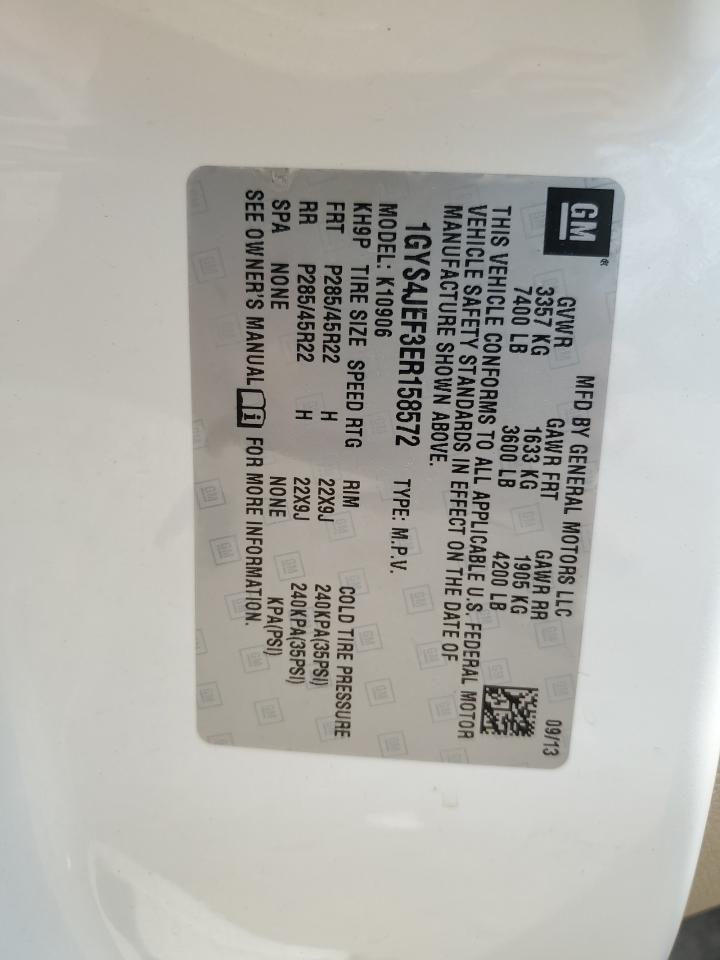 GM
MFD BY GENERAL MOTORS LLC
09/13
GVWR GAWR FRT GAWR RR
3357 KG 1633 KG 1905 KG
7400 LB 3600 LB 4200 LB
THIS VEHICLE CONFORMS TO ALL APPLICABLE U.S. FEDERAL MOTOR
VEHICLE SAFETY STANDARDS IN EFFECT ON THE DATE OF
MANUFACTURE SHOWN ABOVE.
1GYS4JEF3ER158572 TYPE: M.P.V.
MODEL: K10906
KH9P TIRE SIZE SPEED RTG RIM COLD TIRE PRESSURE
FRT P285/45R22 H 22X9J 240KPA(35PSI)
RR P285/45R22 H 22X9J 240KPA(35PSI)
SPA NONE NONE KPA(PSI)
SEE OWNER'S MANUAL FOR MORE INFORMATION.